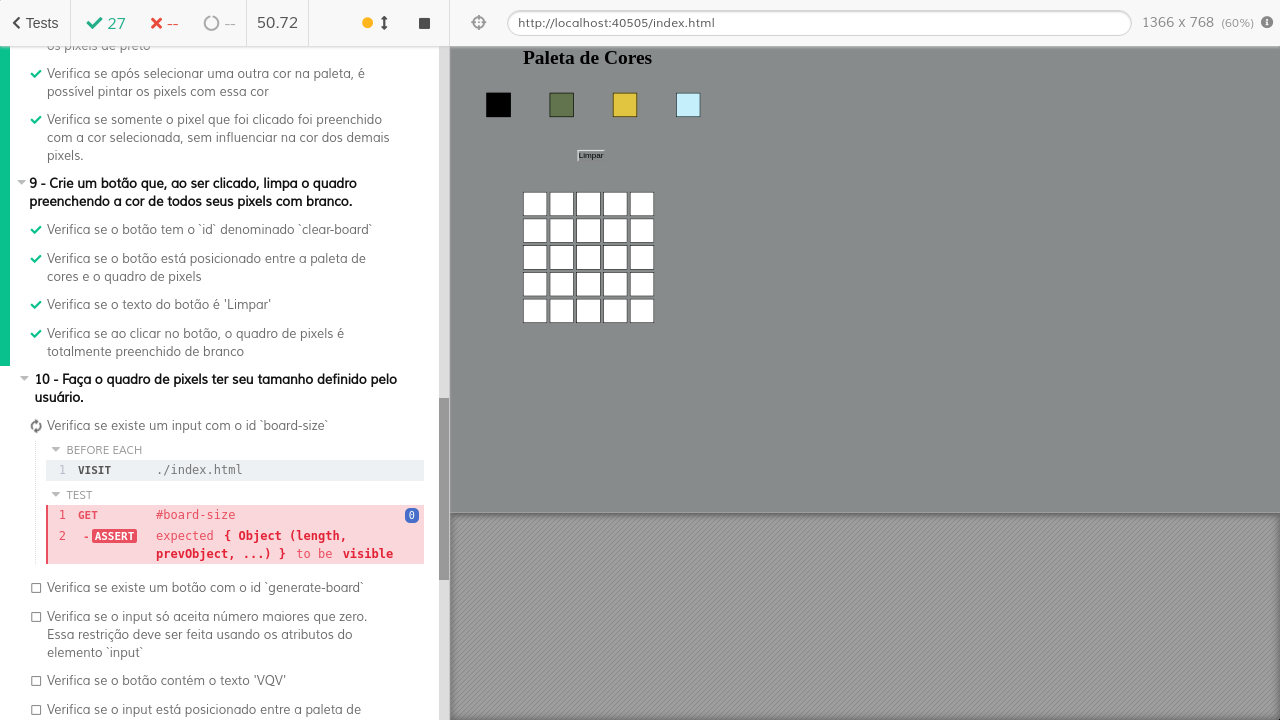 Tests
27
--
--
50.72
http://localhost:40505/index.html
1366 x 768 (60%)
os pixels de preto
Verifica se após selecionar uma outra cor na paleta, é
possível pintar os pixels com essa cor
Verifica se somente o pixel que foi clicado foi preenchido
com a cor selecionada, sem influenciar na cor dos demais
pixels.
9 - Crie um botão que, ao ser clicado, limpa o quadro
preenchendo a cor de todos seus pixels com branco.
Verifica se o botão tem o `id` denominado `clear-board`
Verifica se o botão está posicionado entre a paleta de
cores e o quadro de pixels
Verifica se o texto do botão é 'Limpar'
Verifica se ao clicar no botão, o quadro de pixels é
totalmente preenchido de branco
10 - Faça o quadro de pixels ter seu tamanho definido pelo
usuário.
Verifica se existe um input com o id `board-size`
BEFORE EACH
1 VISIT ./index.html
TEST
1 GET #board-size 0
2 -ASSERT expected { Object (length,
prevObject, ...) } to be visible
Verifica se existe um botão com o id `generate-board`
Verifica se o input só aceita número maiores que zero.
Essa restrição deve ser feita usando os atributos do
elemento `input`
Verifica se o botão contém o texto 'VQV'
Verifica se o input está posicionado entre a paleta de
Paleta de Cores
Limpar